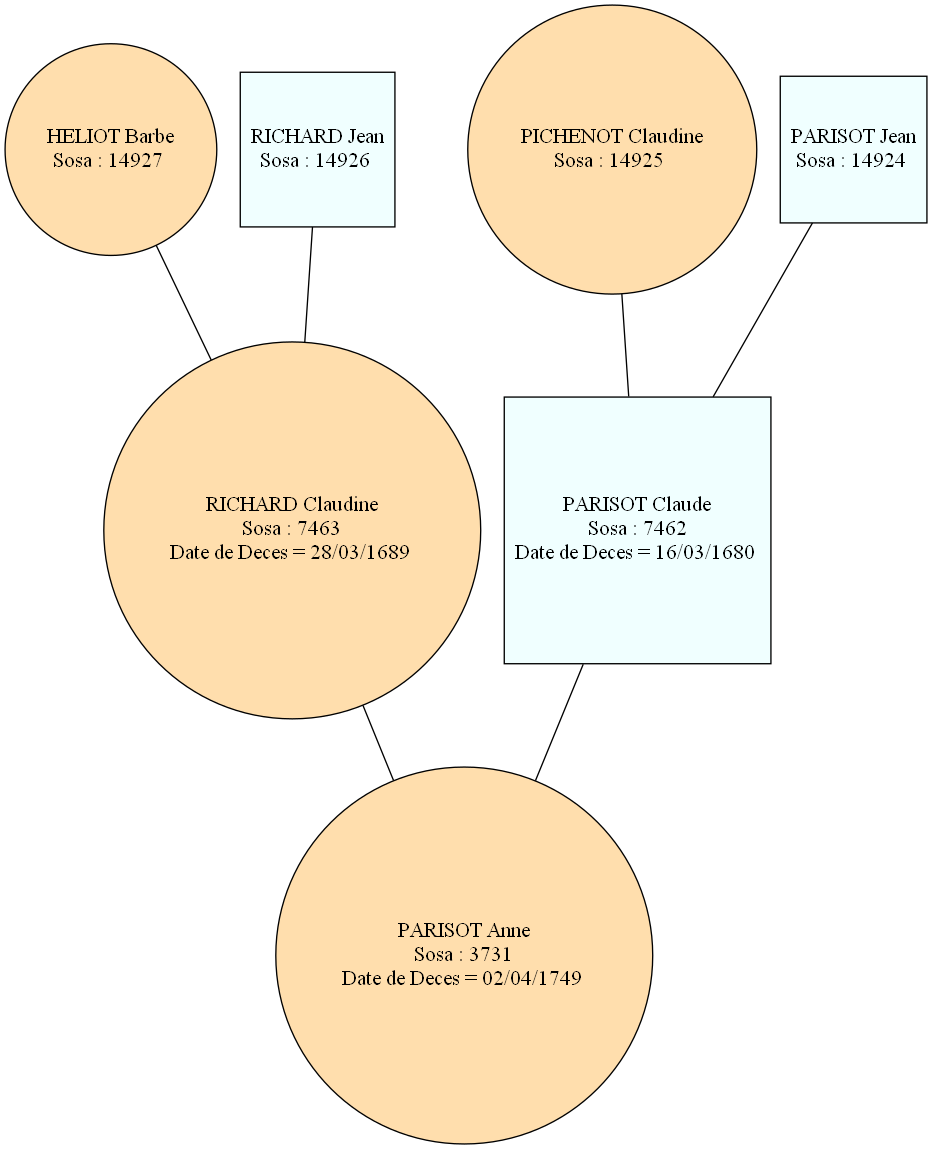 HELIOT Barbe
Sosa : 14927
RICHARD Jean
Sosa : 14926
PICHENOT Claudine
Sosa : 14925
PARISOT Jean
Sosa : 14924
RICHARD Claudine
Sosa : 7463
Date de Deces = 28/03/1689
PARISOT Claude
Sosa : 7462
Date de Deces = 16/03/1680
PARISOT Anne
Sosa : 3731
Date de Deces = 02/04/1749